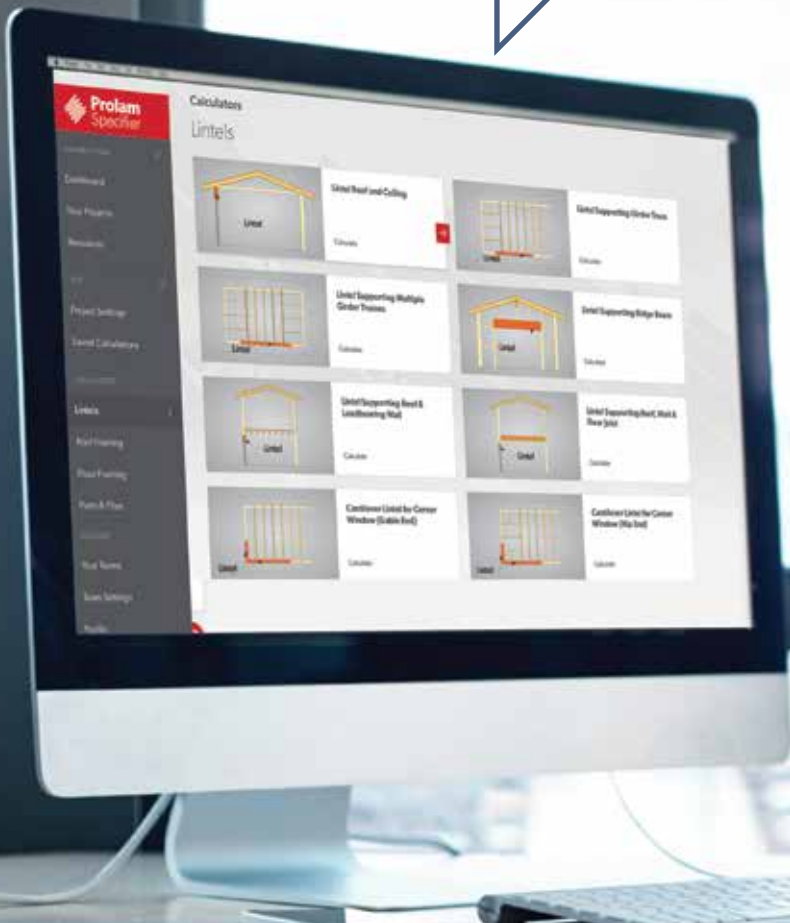 Prolam
Specifier
Dashboard
Your Projects
Resources
Project Settings
Saved Calculators
Lintels
Roof Framing
Floor Framing
Your Teams
Team Settings
Profile
Calculators
Lintels
Lintel
Lintel Roof and Ceiling
Calculate
Lintel
Lintel Supporting Girder Truss
Calculate
Lintel
Lintel Supporting Multiple
Girder Trusses
Calculate
Lintel
Lintel Supporting Ridge Beam
Calculate
Lintel
Lintel Supporting Roof &
Loadbearing Wall
Calculate
Lintel
Lintel Supporting Roof, Wall &
Floor Joist
Calculate
Lintel
Cantilever Lintel for Corner
Window (Gable End)
Calculate
Lintel
Cantilever Lintel for Corner
Window (Hip End)
Calculate